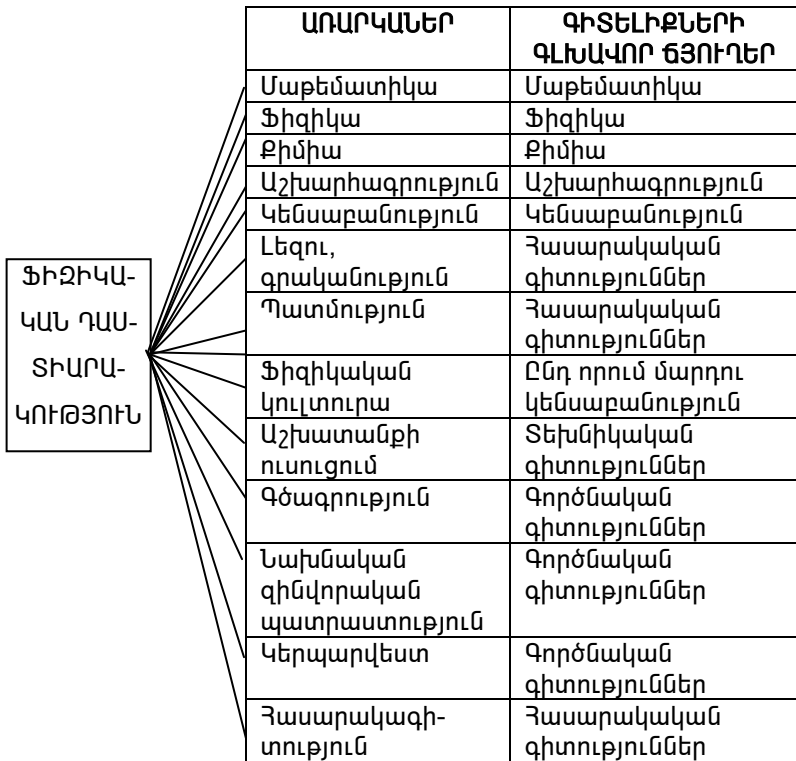 ԱՌԱՐԿԱՆԵՐ
ԳԻՏԵԼԻՔՆԵՐԻ
ԳԼԽԱՎՈՐ ՃՅՈՒՂԵՐ
Մաթեմատիկա
Մաթեմատիկա
Ֆիզիկա
Ֆիզիկա
Քիմիա
Քիմիա
Աշխարհագրություն
Աշխարհագրություն
Կենսաբանություն
Կենսաբանություն
Լեզու,
գրականություն
Հասարակական
գիտություններ
Պատմություն
Հասարակական
գիտություններ
Ֆիզիկական
կուլտուրա
Ընդ որում մարդու
կենսաբանություն
Աշխատանքի
ուսուցում
Տեխնիկական
գիտություններ
Գծագրություն
Գործնական
գիտություններ
Նախնական
զինվորական
պատրաստություն
Գործնական
գիտություններ
Կերպարվեստ
Գործնական
գիտություններ
Հասարակագի-
տություն
Հասարակական
գիտություններ
ՖԻԶԻԿԱ-
ԿԱՆ ԴԱՍ-
ՏԻԱՐԱ-
ԿՈՒԹՅՈՒՆ